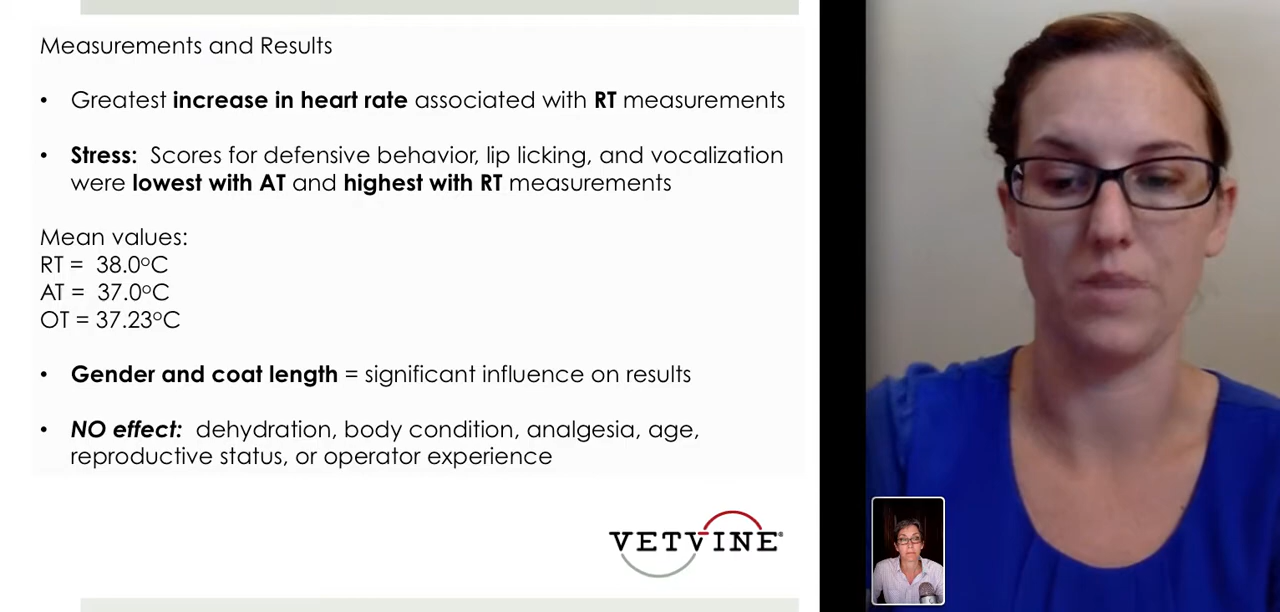 Measurements and Results
• Greatest increase in heart rate associated with RT measurements
• Stress: Scores for defensive behavior, lip licking, and vocalization
were lowest with AT and highest with RT measurements
Mean values:
RT = 38.0ºC
AT = 37.0ºC
OT = 37.23ºC
• Gender and coat length = significant influence on results
• NO effect: dehydration, body condition, analgesia, age,
reproductive status, or operator experience
VETVINE®